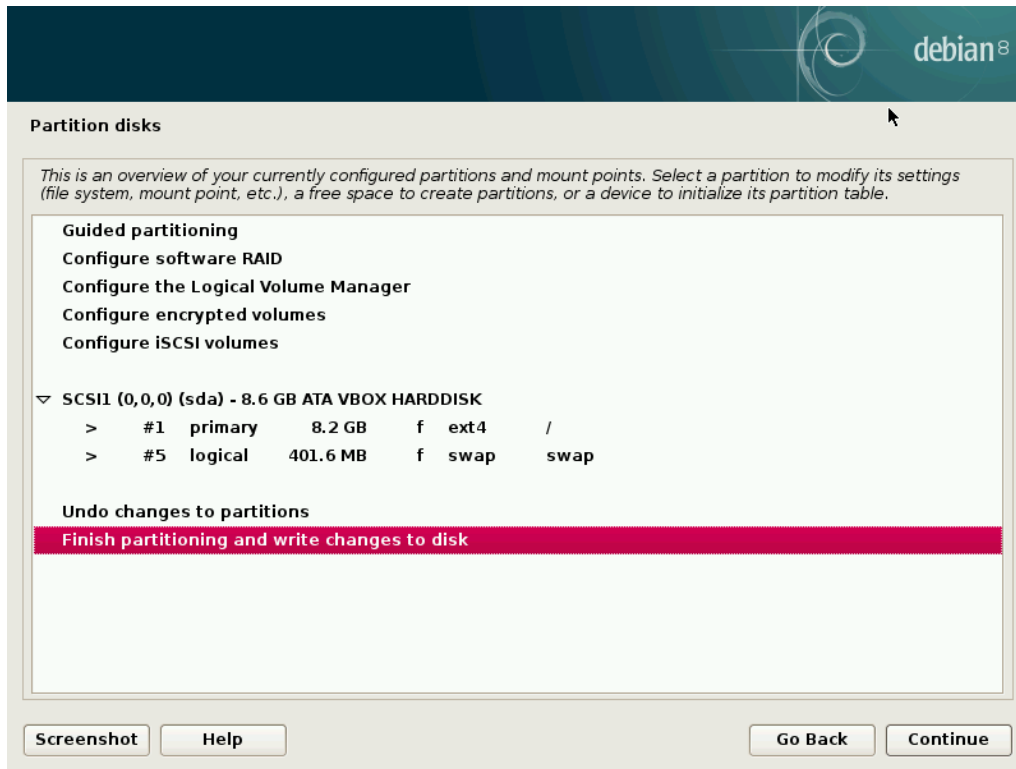 debian 8
Partition disks
This is an overview of your currently configured partitions and mount points. Select a partition to modify its settings
(file system, mount point, etc.), a free space to create partitions, or a device to initialize its partition table.
Guided partitioning
Configure software RAID
Configure the Logical Volume Manager
Configure encrypted volumes
Configure iSCSI volumes
SCSI1 (0,0,0) (sda) - 8.6 GB ATA VBOX HARDDISK
> #1 primary 8.2 GB f ext4 /
> #5 logical 401.6 MB f swap swap
Undo changes to partitions
Finish partitioning and write changes to disk
Screenshot Help Go Back Continue